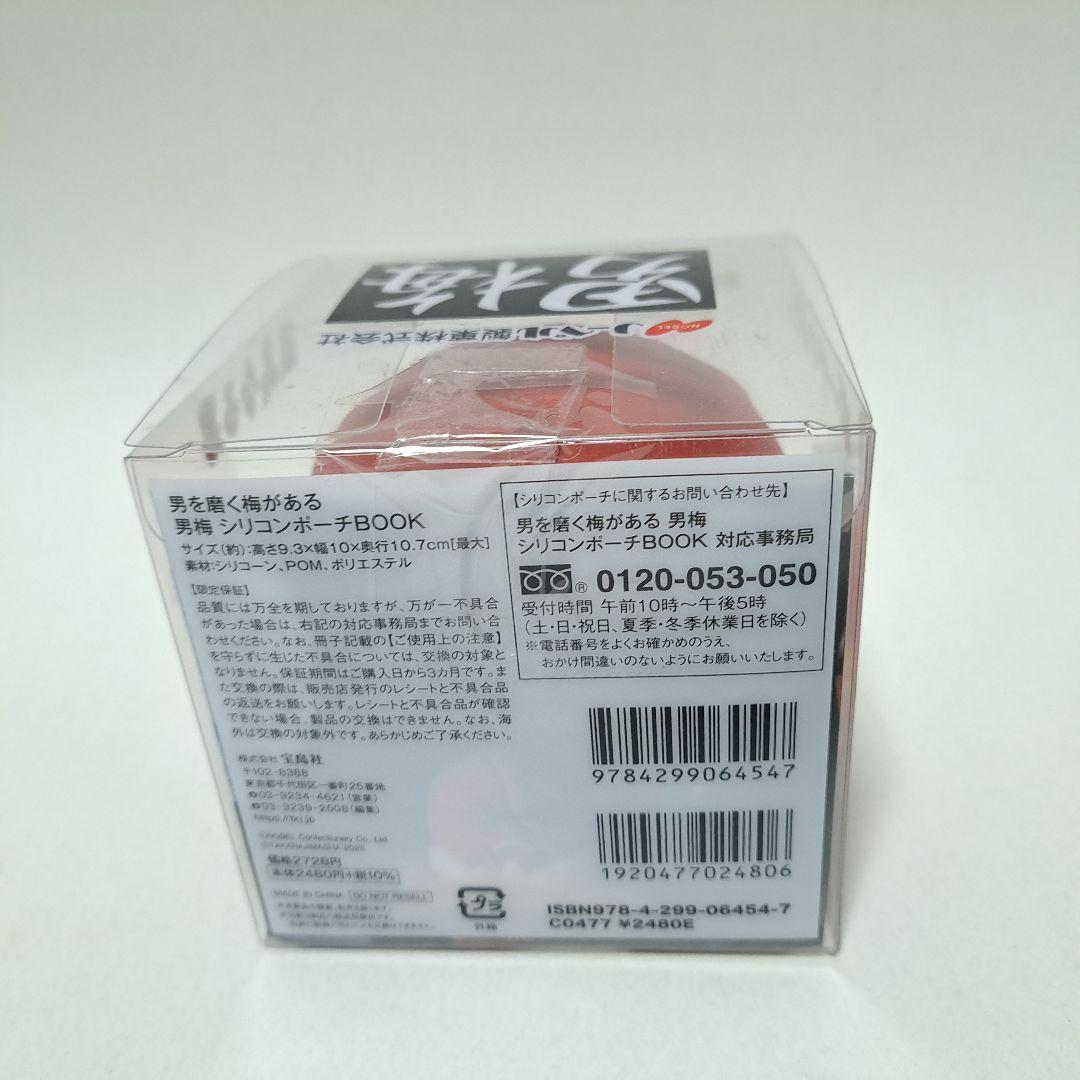 男梅
NOBEL ノーベル製菓株式会社
男を磨く梅がある
男梅 シリコンポーチBOOK
サイズ(約):高さ9.3×幅10×奥行10.7cm[最大]
素材:シリコーン、POM、ポリエステル
【限定保証】
品質には万全を期しておりますが、万が一不具合
があった場合は、右記の対応事務局までお問い合
わせください。なお、冊子記載の【ご使用上の注意】
を守らずに生じた不具合については、交換の対象と
なりません。保証期間はご購入日から3カ月です。ま
た交換の際は、販売店発行のレシートと不具合品
の返送をお願いします。レシートと不具合品が確認
できない場合、製品の交換はできません。なお、海
外は交換の対象外です。あらかじめご了承ください。
株式会社 宝島社
〒102-8388
東京都千代田区一番町25番地
☎03-3234-4621(営業)
☎03-3239-2508(編集)
https://tkj.jp
©NOBEL Confectionery Co., Ltd.
©TAKARAJIMASHA 2025
価格2728円
本体2480円+税10%
MADE IN CHINA DO NOT RESELL
【シリコンポーチに関するお問い合わせ先】
男を磨く梅がある 男梅
シリコンポーチBOOK 対応事務局
® 0120-053-050
受付時間 午前10時〜午後5時
(土・日・祝日、夏季・冬季休業日を除く)
※電話番号をよくお確かめのうえ、
おかけ間違いのないようにお願いいたします。
9784299064547
1920477024806
プラ
外箱
ISBN978-4-299-06454-7
C0477 ¥2480E